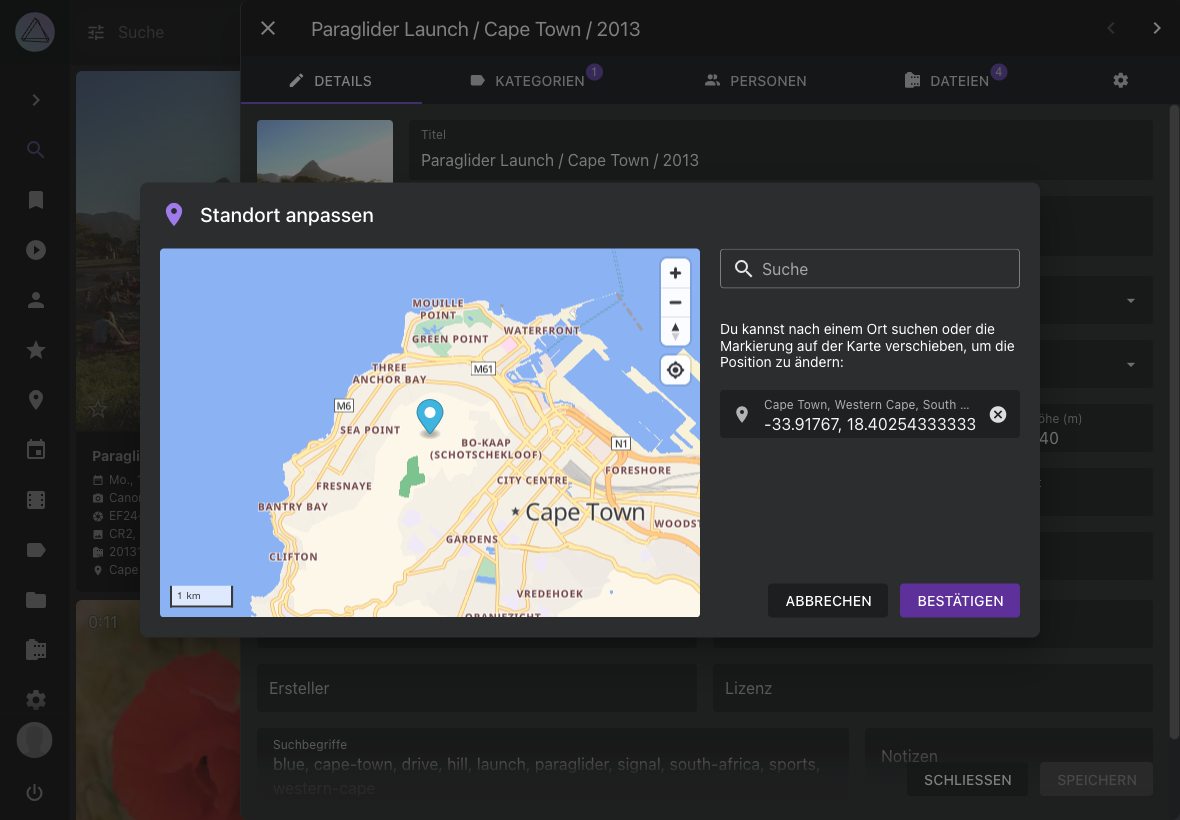 Suche
Paraglider Launch / Cape Town / 2013
DETAILS
KATEGORIEN
1
PERSONEN
DATEIEN
4
Titel
Paraglider Launch / Cape Town / 2013
Standort anpassen
MOUILLE
POINT
GREEN POINT
WATERFRONT
M61
THREE
ANCHOR BAY
M6
SEA POINT
BO-KAAP
(SCHOTSCHEKLOOF)
N1
FORESHORE
CITY CENTRE
FRESNAYE
BANTRY BAY
Cape Town
WOODST
GARDENS
CLIFTON
VREDEHOEK
ORANJEZICHT
1 km
Suche
Du kannst nach einem Ort suchen oder die
Markierung auf der Karte verschieben, um die
Position zu ändern:
Cape Town, Western Cape, South ...
-33.91767, 18.40254333333
ABBRECHEN
BESTÄTIGEN
öhe (m)
40
Paragli
Mo.,
Canon
EF24-
CR2,
20131
Cape
0:11
Ersteller
Lizenz
Suchbegriffe
blue, cape-town, drive, hill, launch, paraglider, signal, south-africa, sports,
western-cape
Notizen
SCHLIESSEN
SPEICHERN